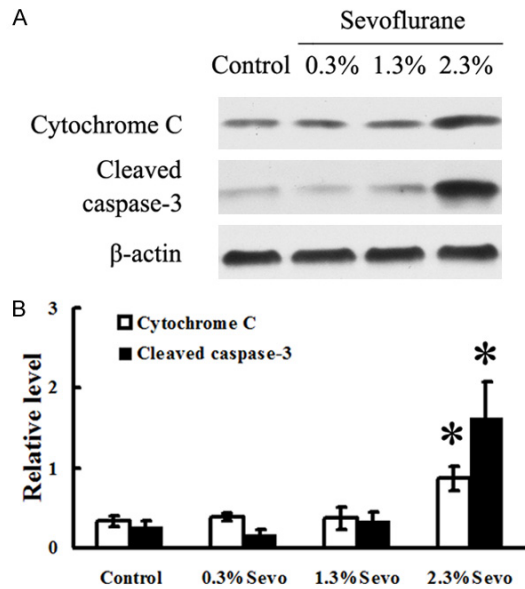 A
Sevoflurane
Control 0.3% 1.3% 2.3%
Cytochrome C
Cleaved
caspase-3
β-actin
B
3
Cytochrome C
Cleaved caspase-3
*
2
*
Relative level
1
0
Control 0.3%Sevo 1.3%Sevo 2.3%Sevo